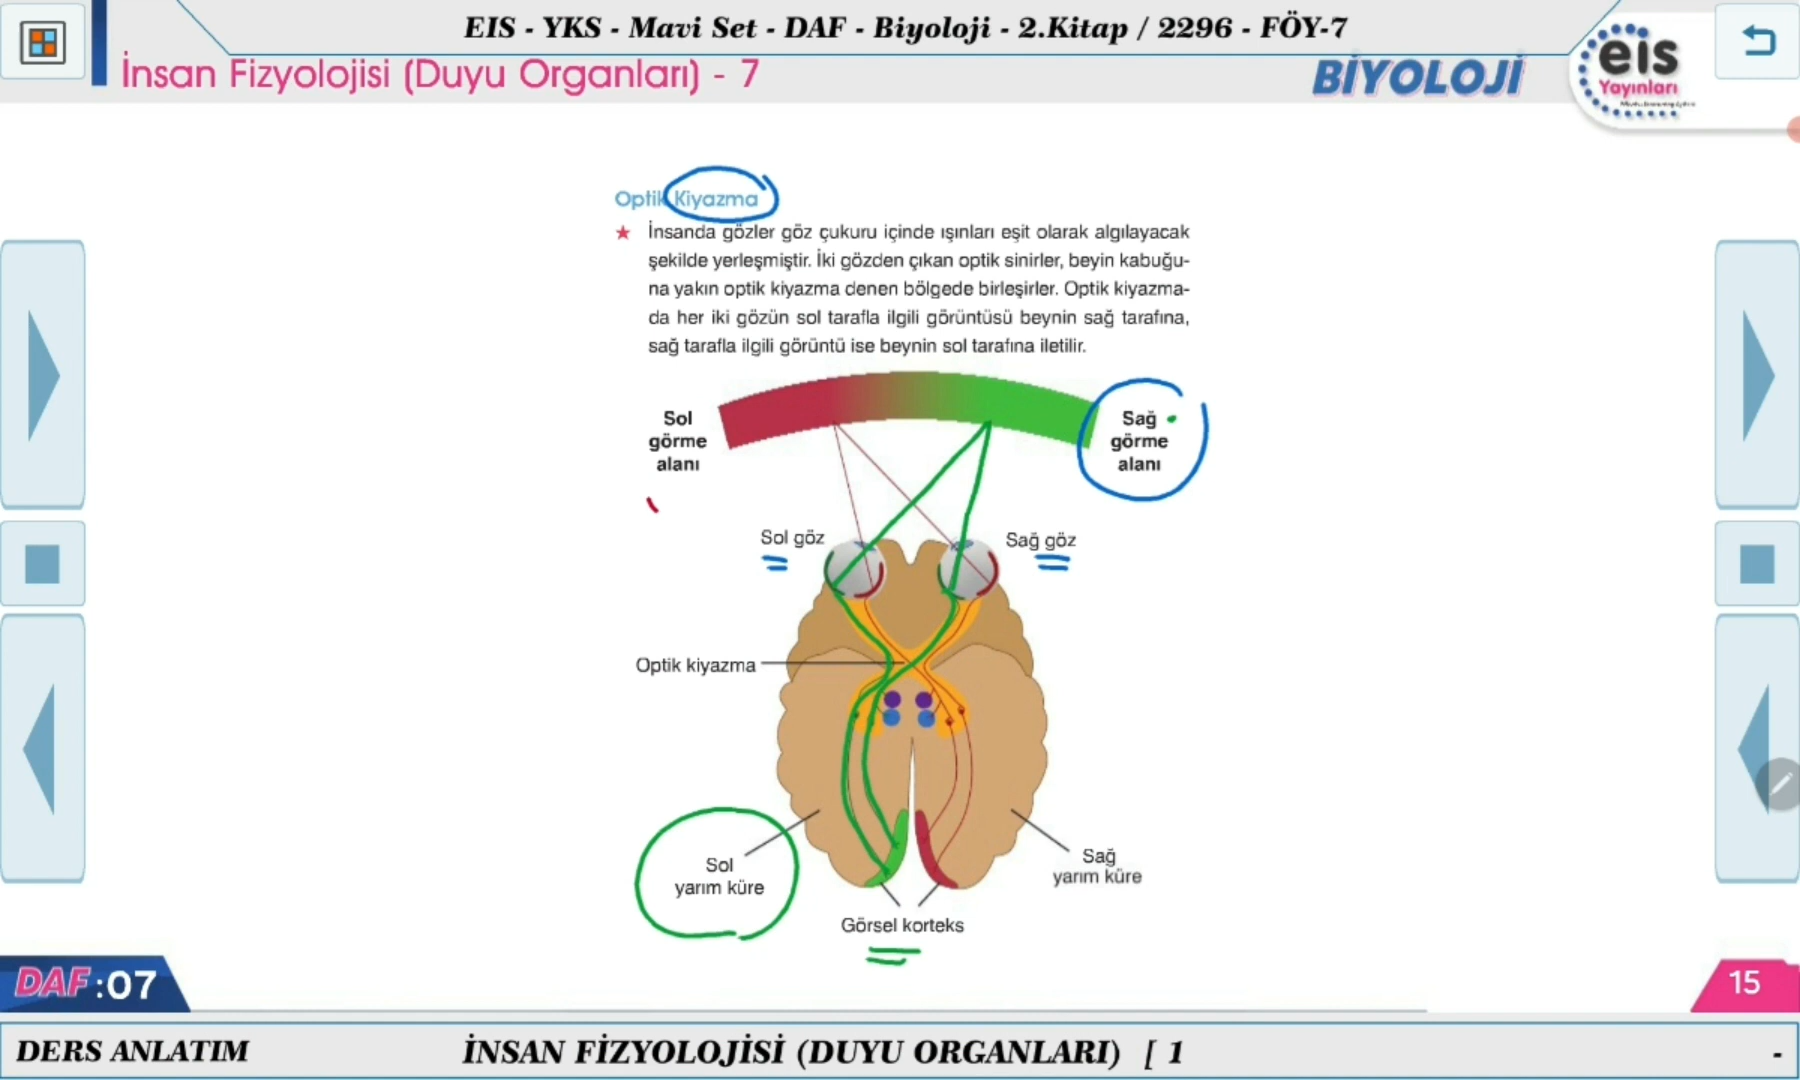 EIS - YKS - Mavi Set - DAF - Biyoloji - 2.Kitap / 2296 - FÖY-7
İnsan Fizyolojisi (Duyu Organları) - 7
BİYOLOJİ
eis
Yayınları
Optik Kiyazma
★ İnsanda gözler göz çukuru içinde ışınları eşit olarak algılayacak
şekilde yerleşmiştir. İki gözden çıkan optik sinirler, beyin kabuğu-
na yakın optik kiyazma denen bölgede birleşirler. Optik kiyazma-
da her iki gözün sol tarafla ilgili görüntüsü beynin sağ tarafına,
sağ tarafla ilgili görüntü ise beynin sol tarafına iletilir.
Sol
görme
alanı
Sağ
görme
alanı
Sol göz
Sağ göz
Optik kiyazma
Sol
yarım küre
Sağ
yarım küre
Görsel korteks
DAF:07
15
DERS ANLATIM
İNSAN FİZYOLOJİSİ (DUYU ORGANLARI) [ 1
-